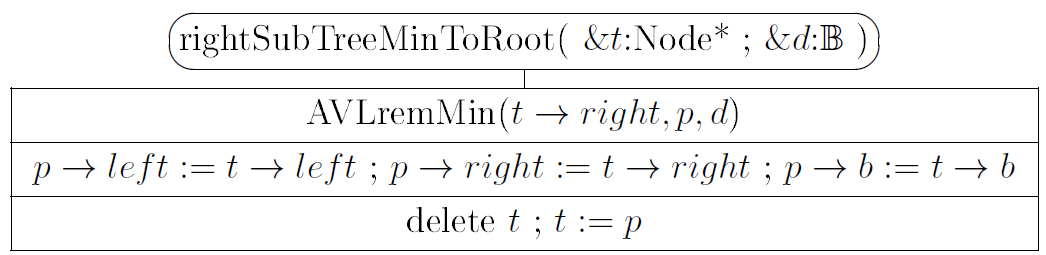 rightSubTreeMinToRoot( &t:Node* ; &d:𝔹 )
AVLremMin(t → right, p, d)
p → left := t → left ; p → right := t → right ; p → b := t → b
delete t ; t := p